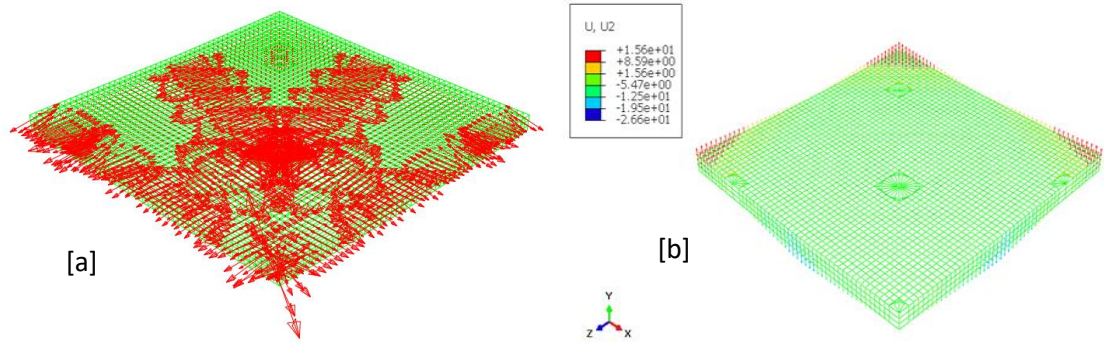 U, U2
+1.56e+01
+8.59e+00
+1.56e+00
-5.47e+00
-1.25e+01
-1.95e+01
-2.66e+01
[a]
[b]
Y
Z
X